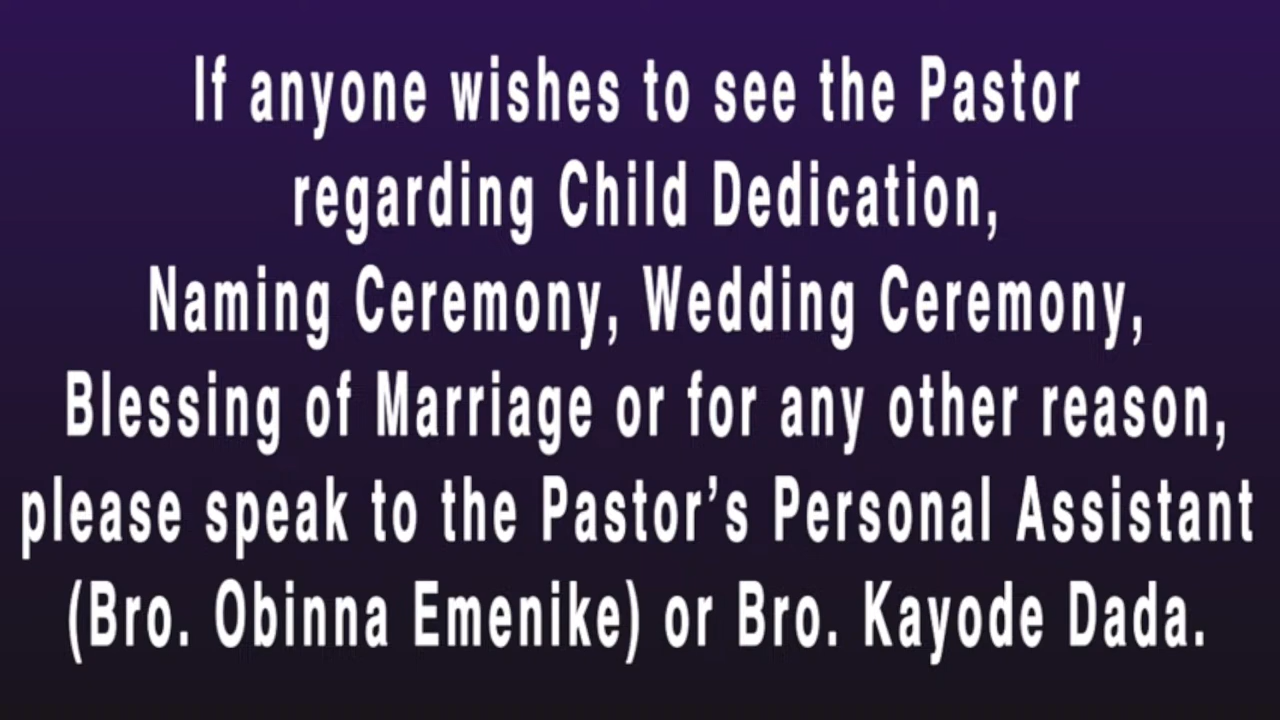 If anyone wishes to see the Pastor
regarding Child Dedication,
Naming Ceremony, Wedding Ceremony,
Blessing of Marriage or for any other reason,
please speak to the Pastor’s Personal Assistant
(Bro. Obinna Emenike) or Bro. Kayode Dada.